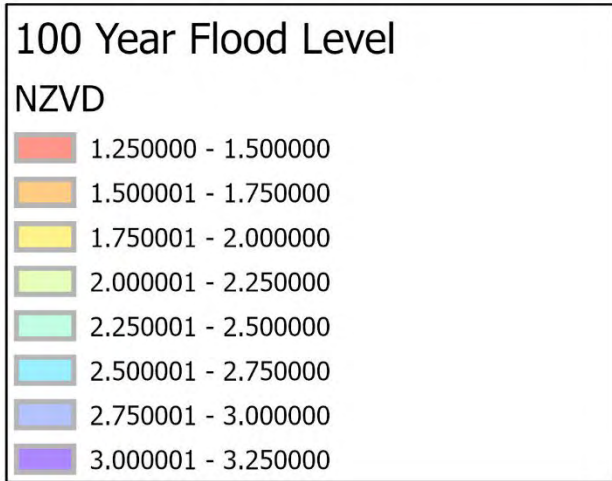 100 Year Flood Level
NZVD
1.250000 - 1.500000
1.500001 - 1.750000
1.750001 - 2.000000
2.000001 - 2.250000
2.250001 - 2.500000
2.500001 - 2.750000
2.750001 - 3.000000
3.000001 - 3.250000